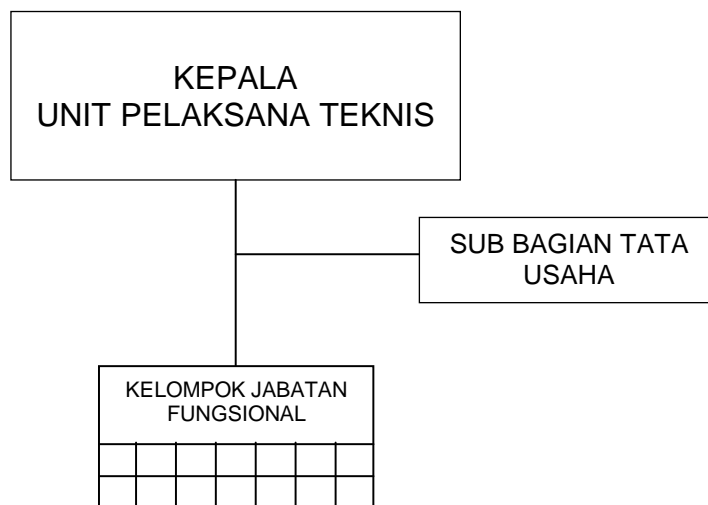 KEPALA
UNIT PELAKSANA TEKNIS
SUB BAGIAN TATA
USAHA
KELOMPOK JABATAN
FUNGSIONAL